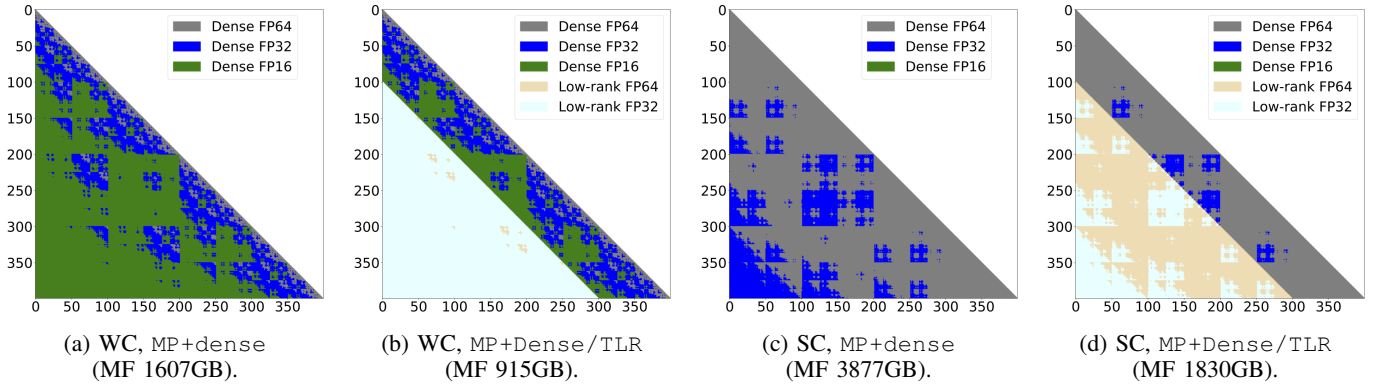 Dense FP64
Dense FP32
Dense FP16
0
50
100
150
200
250
300
350
0 50 100 150 200 250 300 350
(a) WC, MP+dense
(MF 1607GB).
Dense FP64
Dense FP32
Dense FP16
Low-rank FP64
Low-rank FP32
0
50
100
150
200
250
300
350
0 50 100 150 200 250 300 350
(b) WC, MP+Dense/TLR
(MF 915GB).
Dense FP64
Dense FP32
Dense FP16
0
50
100
150
200
250
300
350
0 50 100 150 200 250 300 350
(c) SC, MP+dense
(MF 3877GB).
Dense FP64
Dense FP32
Dense FP16
Low-rank FP64
Low-rank FP32
0
50
100
150
200
250
300
350
0 50 100 150 200 250 300 350
(d) SC, MP+Dense/TLR
(MF 1830GB).